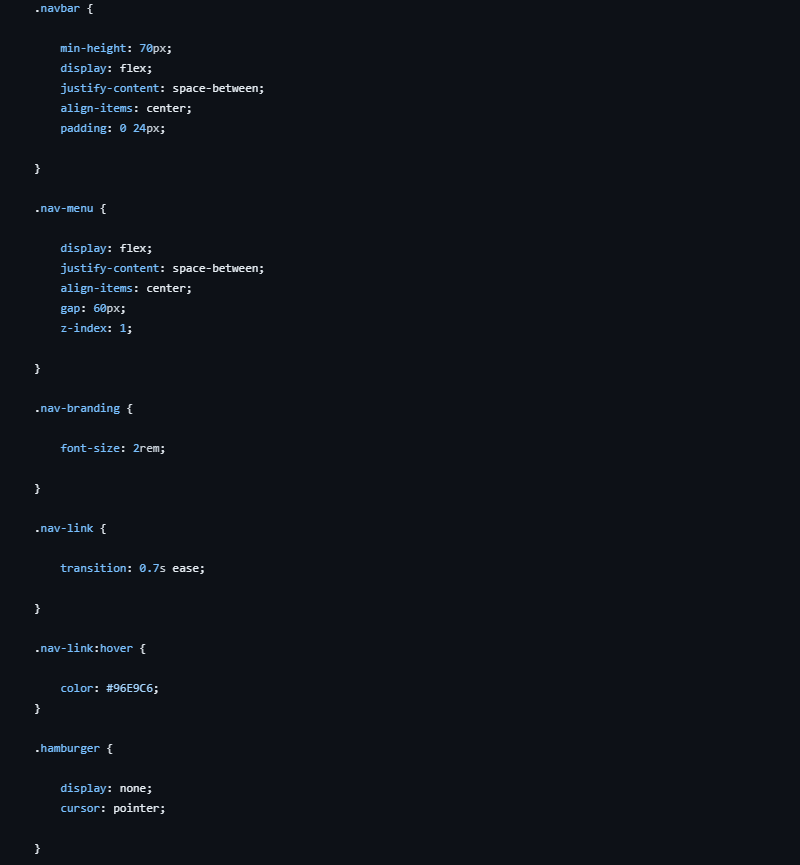 .navbar {
min-height: 70px;
display: flex;
justify-content: space-between;
align-items: center;
padding: 0 24px;
}
.nav-menu {
display: flex;
justify-content: space-between;
align-items: center;
gap: 60px;
z-index: 1;
}
.nav-branding {
font-size: 2rem;
}
.nav-link {
transition: 0.7s ease;
}
.nav-link:hover {
color: #96E9C6;
}
.hamburger {
display: none;
cursor: pointer;
}